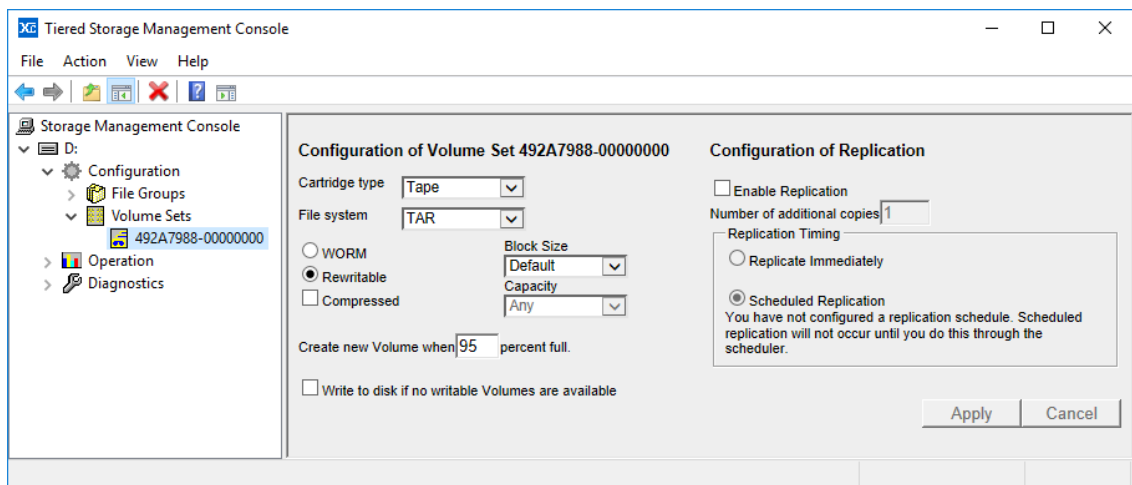 Tiered Storage Management Console
File Action View Help
Storage Management Console
D:
Configuration
File Groups
Volume Sets
492A7988-00000000
Operation
Diagnostics
Configuration of Volume Set 492A7988-00000000
Cartridge type Tape
File system TAR
WORM
Rewritable
Compressed
Block Size
Default
Capacity
Any
Create new Volume when 95 percent full.
Write to disk if no writable Volumes are available
Configuration of Replication
Enable Replication
Number of additional copies 1
Replication Timing
Replicate Immediately
Scheduled Replication
You have not configured a replication schedule. Scheduled
replication will not occur until you do this through the
scheduler.
Apply Cancel